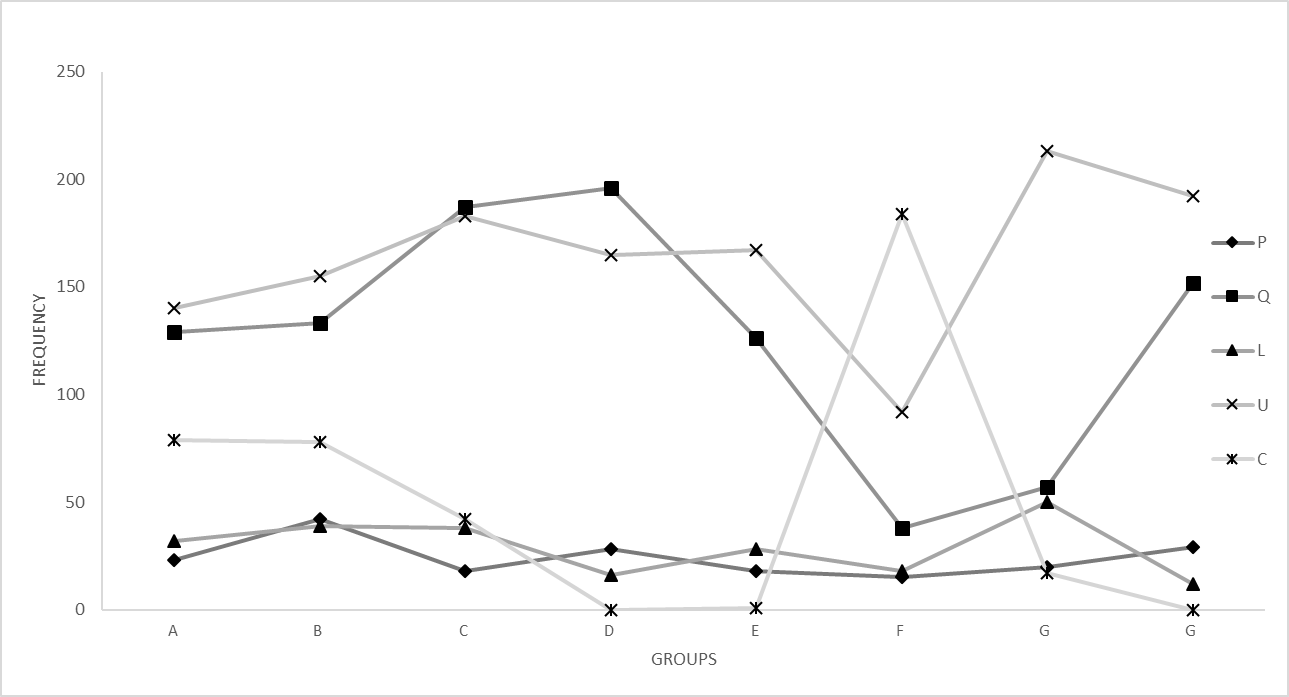 250
200
150
100
50
0
FREQUENCY
A B C D E F G G
GROUPS
P
Q
L
U
C